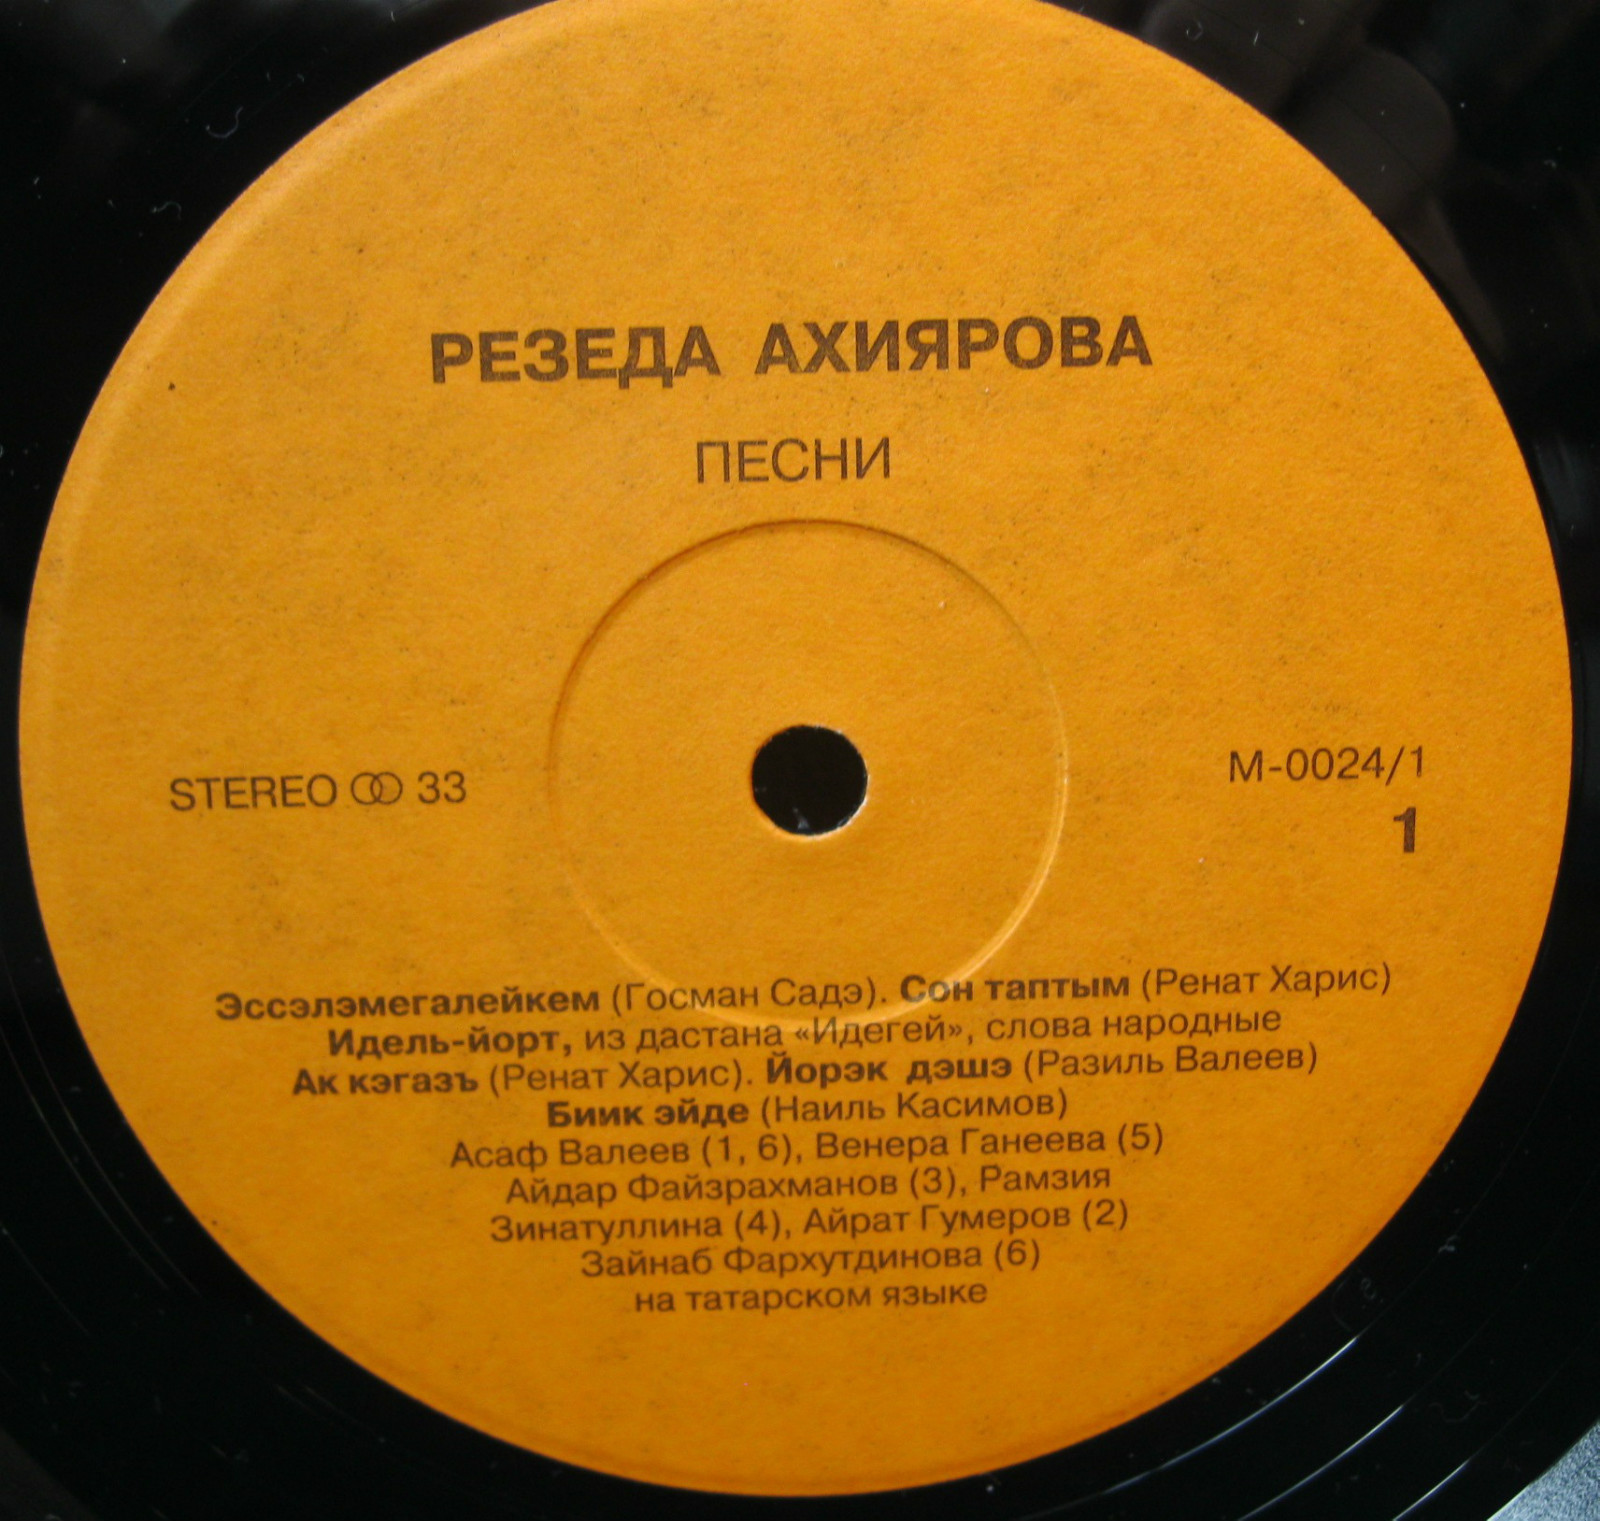 РЕЗЕДА АХИЯРОВА
ПЕСНИ
STEREO 33
М-0024/1
1
Эссэлэмегалейкем (Госман Садэ). Сон таптым (Ренат Харис)
Идель-йорт, из дастана «Идегей», слова народные
Ак кэгазъ (Ренат Харис). Йорэк дэшэ (Разиль Валеев)
Биик эйде (Наиль Касимов)
Асаф Валеев (1, 6), Венера Ганеева (5)
Айдар Файзрахманов (3), Рамзия
Зинатуллина (4), Айрат Гумеров (2)
Зайнаб Фархутдинова (6)
на татарском языке